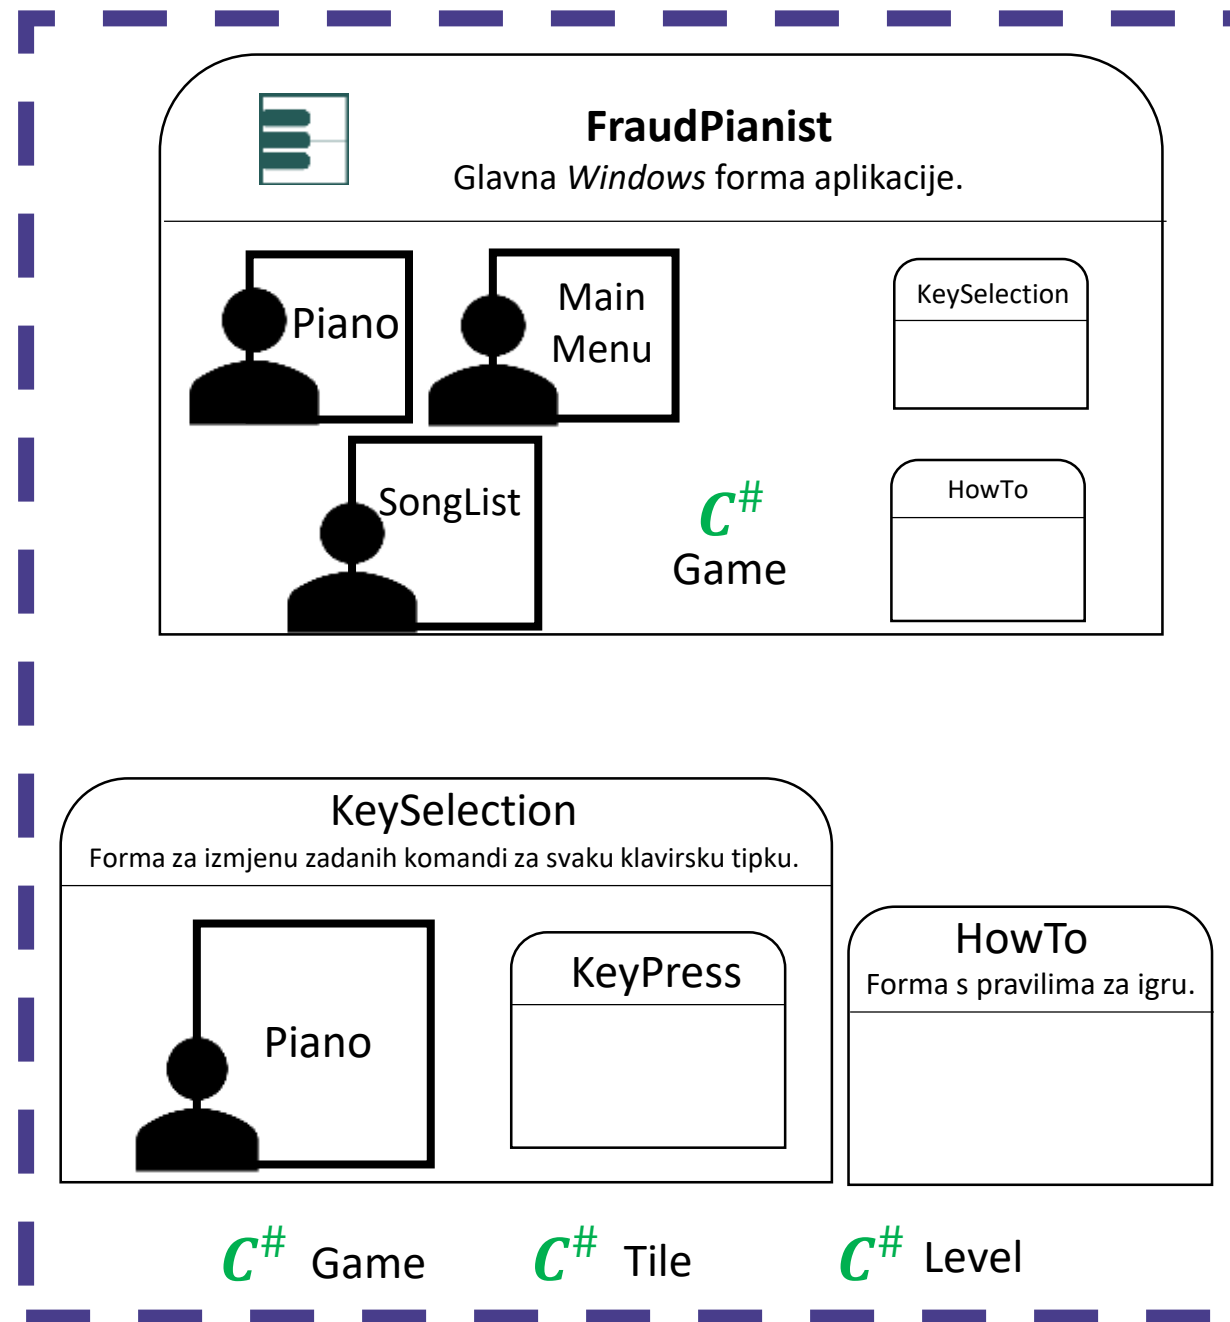 FraudPianist
Glavna Windows forma aplikacije.
Piano
Main
Menu
KeySelection
SongList
C#
Game
HowTo
KeySelection
Forma za izmjenu zadanih komandi za svaku klavirsku tipku.
Piano
KeyPress
HowTo
Forma s pravilima za igru.
C# Game
C# Tile
C# Level